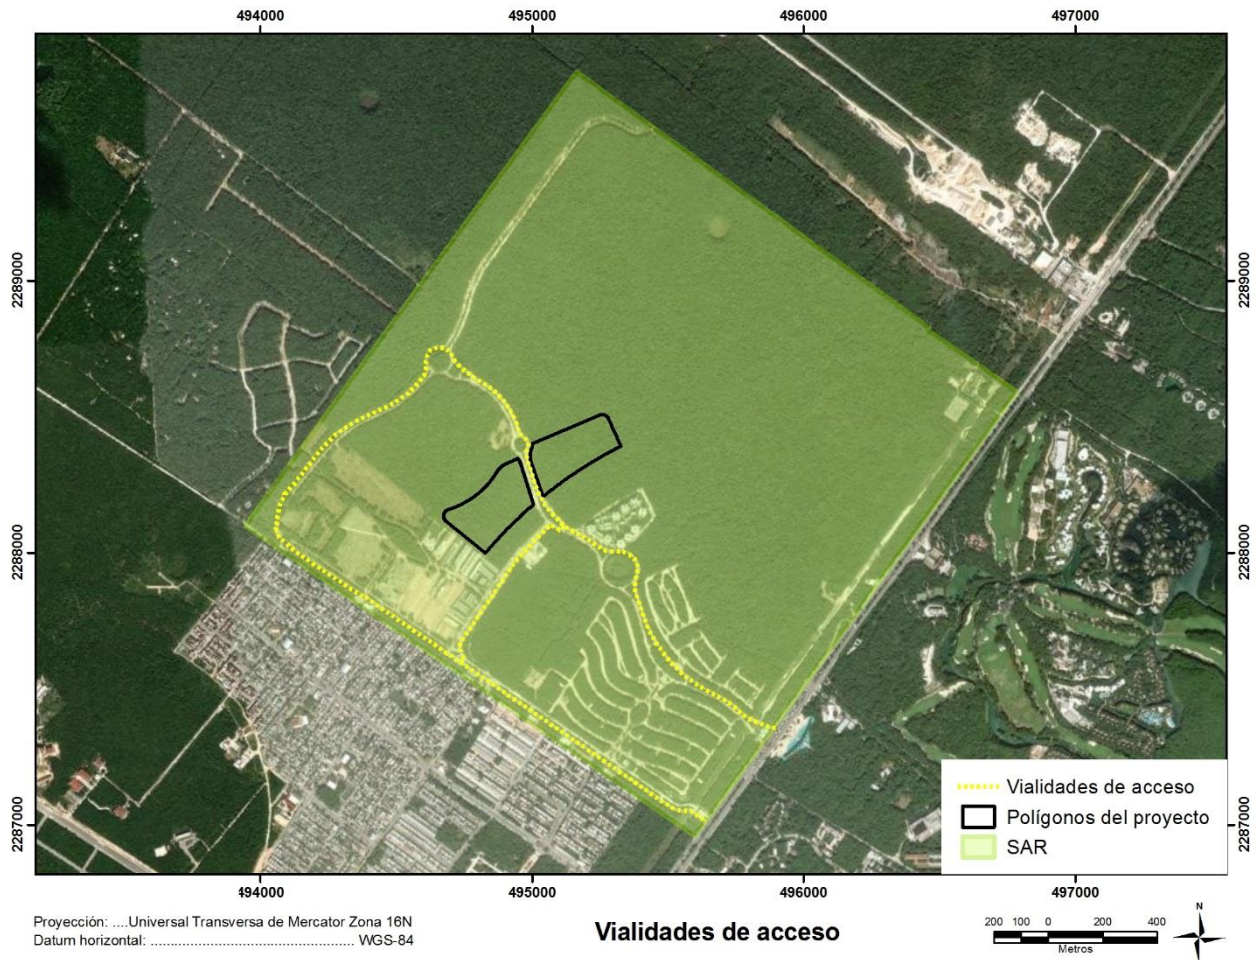 494000 495000 496000 497000
2289000 2289000
2288000 2288000
2287000 2287000
Vialidades de acceso
Polígonos del proyecto
SAR
494000 495000 496000 497000
Proyección: ....Universal Transversa de Mercator Zona 16N
Datum horizontal: .................................................... WGS-84
Vialidades de acceso
200 100 0 200 400
Metros
N